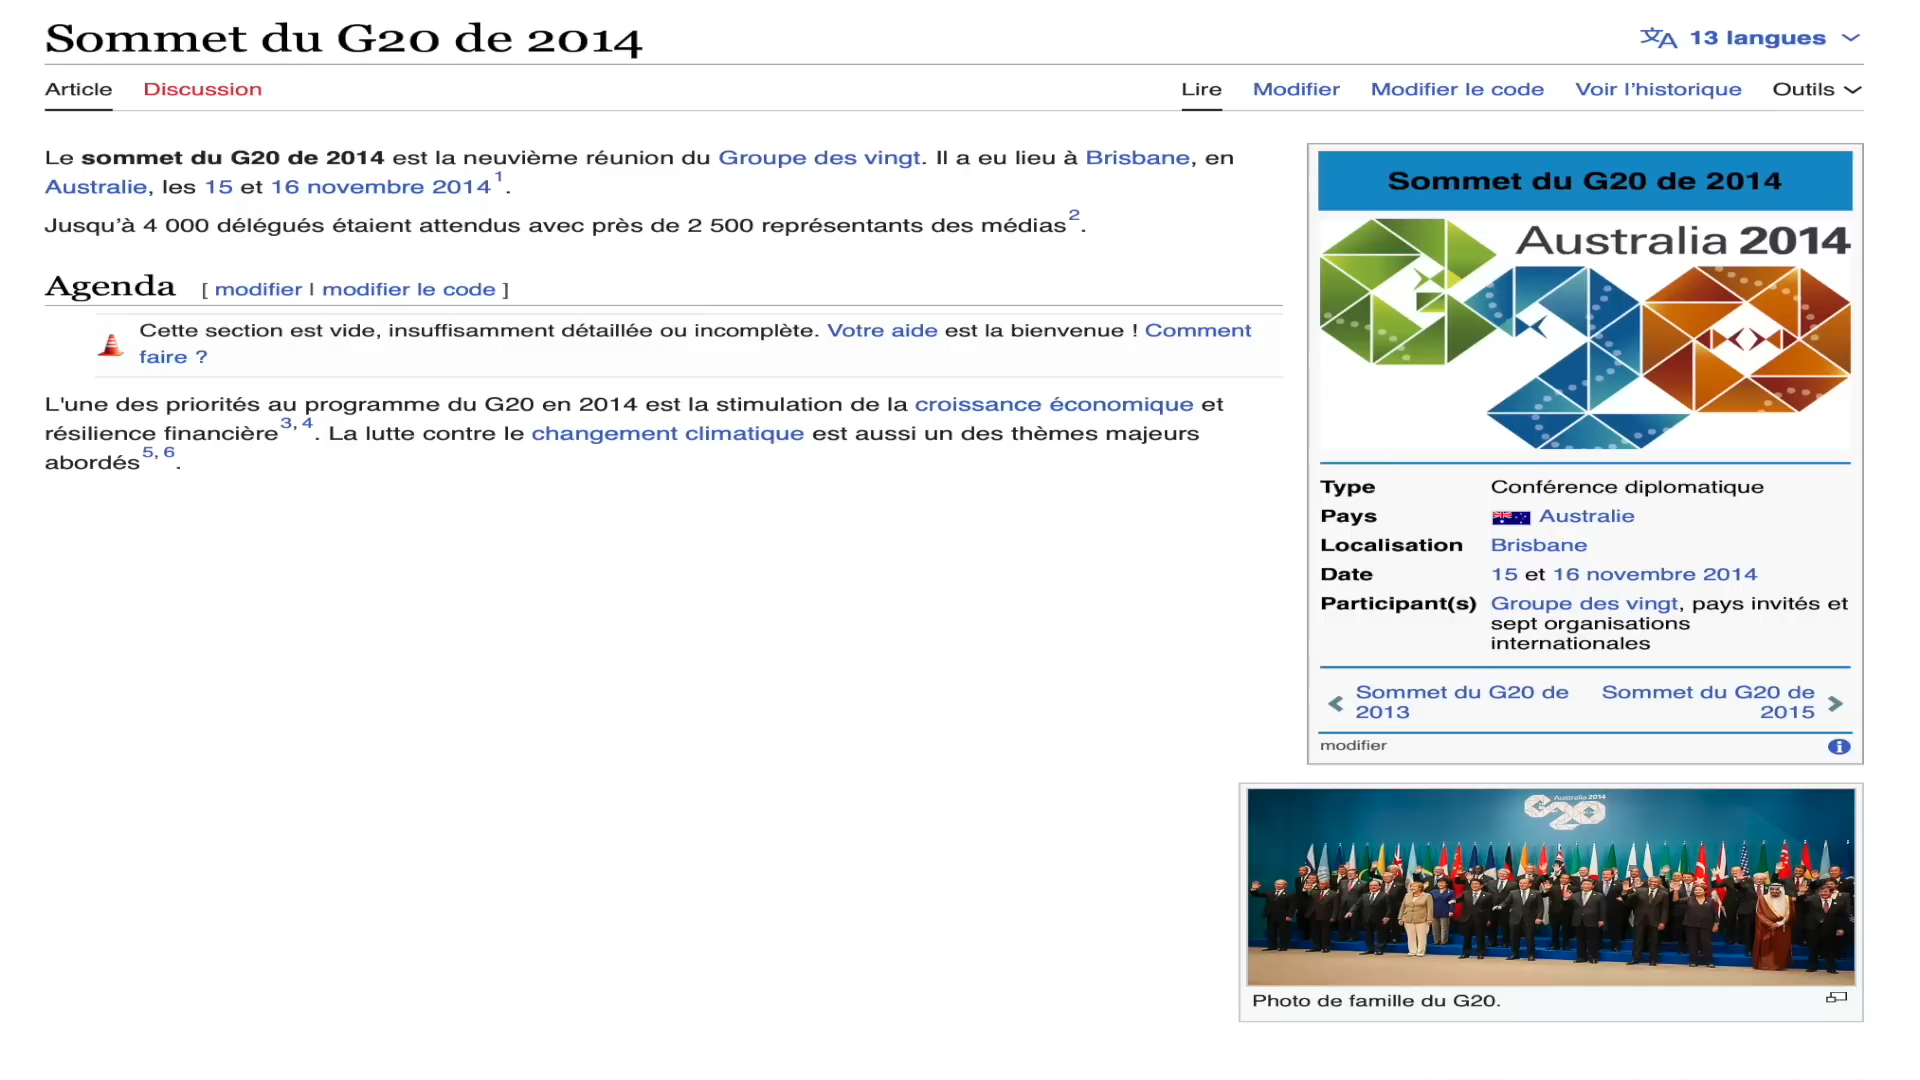 Sommet du G20 de 2014
13 langues
Article Discussion
Lire Modifier Modifier le code Voir l'historique Outils
Le sommet du G20 de 2014 est la neuvième réunion du Groupe des vingt. Il a eu lieu à Brisbane, en
Australie, les 15 et 16 novembre 2014 1.
Jusqu'à 4 000 délégués étaient attendus avec près de 2 500 représentants des médias 2.
Agenda [ modifier | modifier le code ]
Cette section est vide, insuffisamment détaillée ou incomplète. Votre aide est la bienvenue ! Comment
faire ?
L'une des priorités au programme du G20 en 2014 est la stimulation de la croissance économique et
résilience financière 3, 4. La lutte contre le changement climatique est aussi un des thèmes majeurs
abordés 5, 6.
Sommet du G20 de 2014
Australia 2014
G20
Type Conférence diplomatique
Pays Australie
Localisation Brisbane
Date 15 et 16 novembre 2014
Participant(s) Groupe des vingt, pays invités et
sept organisations
internationales
Sommet du G20 de
2013
Sommet du G20 de
2015
modifier
Australia 2014
G20
Photo de famille du G20.